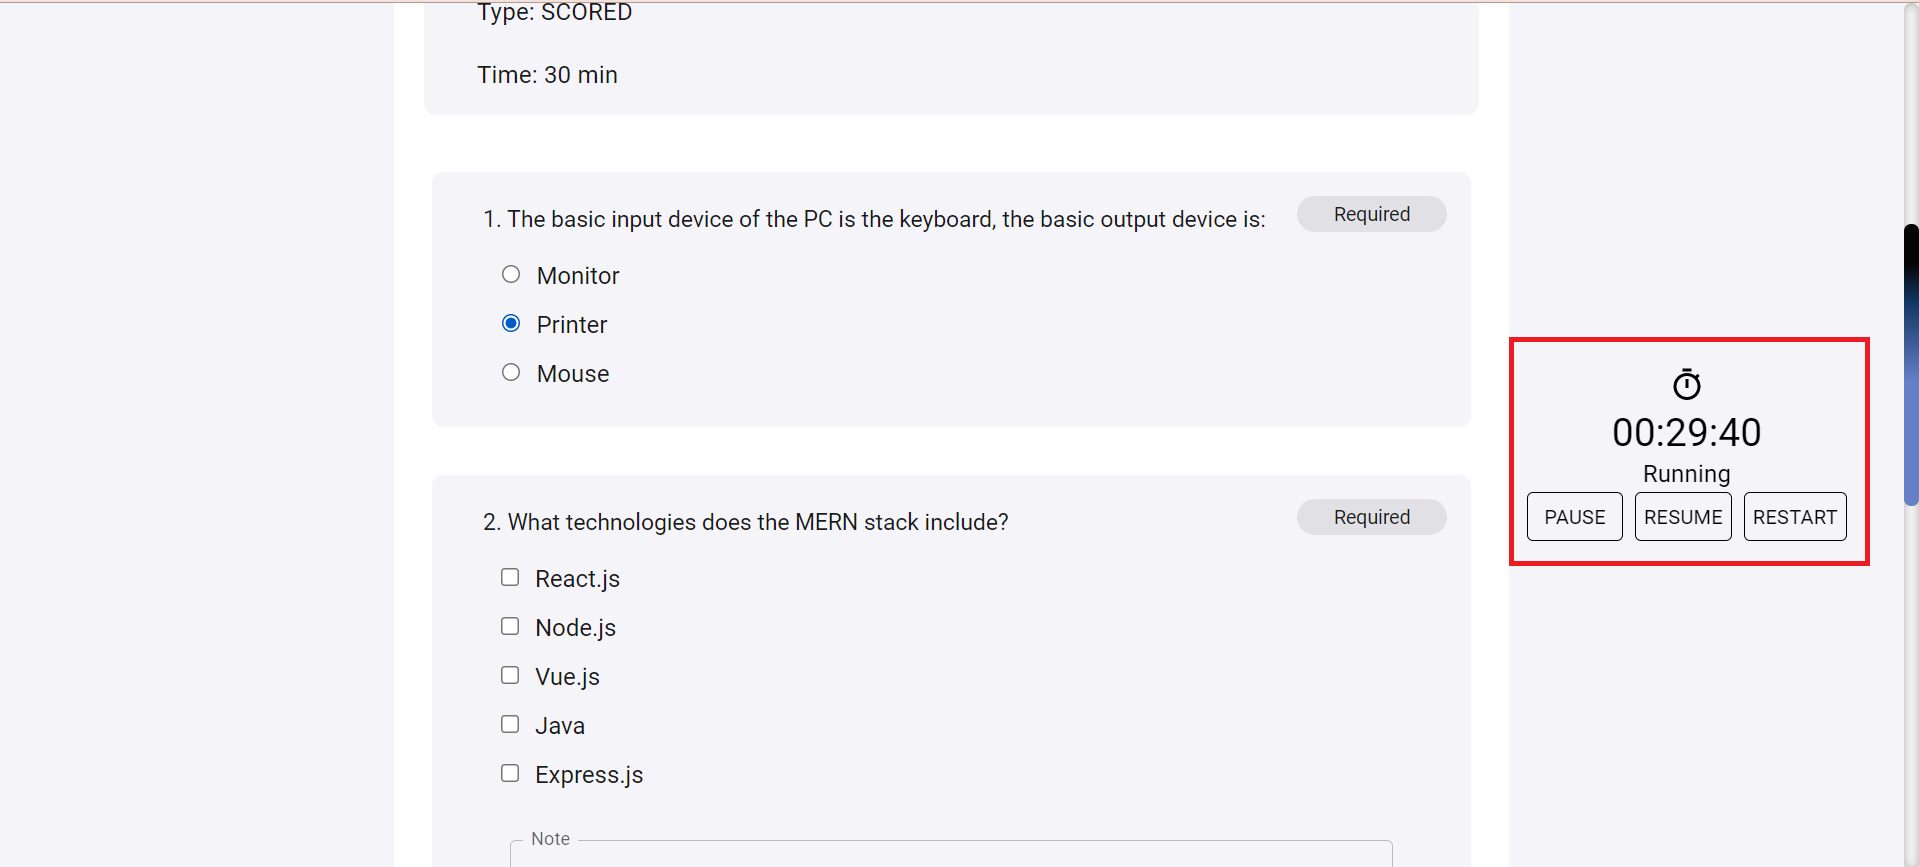 Type: SCORED
Time: 30 min
1. The basic input device of the PC is the keyboard, the basic output device is:
Required
Monitor
Printer
Mouse
00:29:40
Running
PAUSE RESUME RESTART
2. What technologies does the MERN stack include?
Required
React.js
Node.js
Vue.js
Java
Express.js
Note